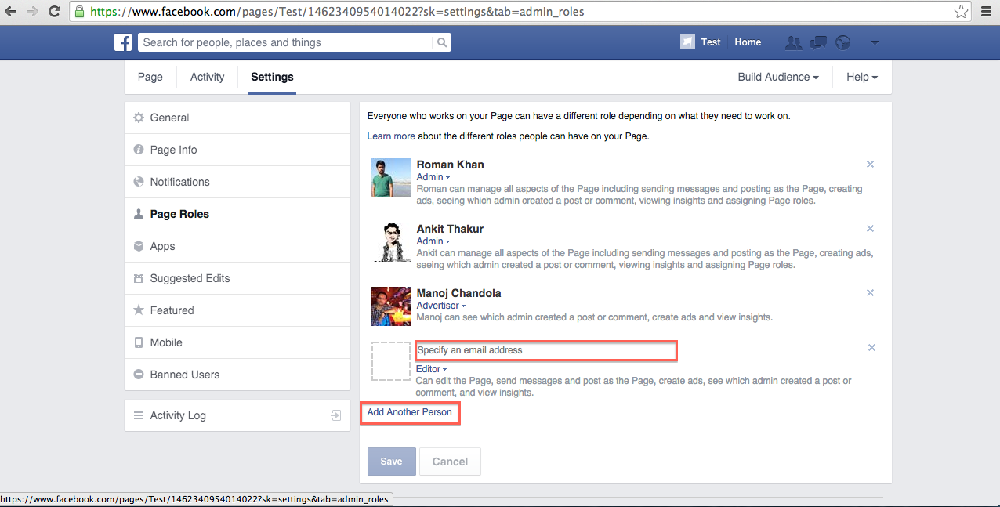 https://www.facebook.com/pages/Test/1462340954014022?sk=settings&tab=admin_roles
f Search for people, places and things Test Home
Page Activity Settings Build Audience Help
General
Page Info
Notifications
Page Roles
Apps
Suggested Edits
Featured
Mobile
Banned Users
Activity Log
Everyone who works on your Page can have a different role depending on what they need to work on.
Learn more about the different roles people can have on your Page.
Roman Khan
Admin
Roman can manage all aspects of the Page including sending messages and posting as the Page, creating
ads, seeing which admin created a post or comment, viewing insights and assigning Page roles.
Ankit Thakur
Admin
Ankit can manage all aspects of the Page including sending messages and posting as the Page, creating ads,
seeing which admin created a post or comment, viewing insights and assigning Page roles.
Manoj Chandola
Advertiser
Manoj can see which admin created a post or comment, create ads and view insights.
Specify an email address
Editor
Can edit the Page, send messages and post as the Page, create ads, see which admin created a post or
comment, and view insights.
Add Another Person
Save Cancel
https://www.facebook.com/pages/Test/1462340954014022?sk=settings&tab=admin_roles